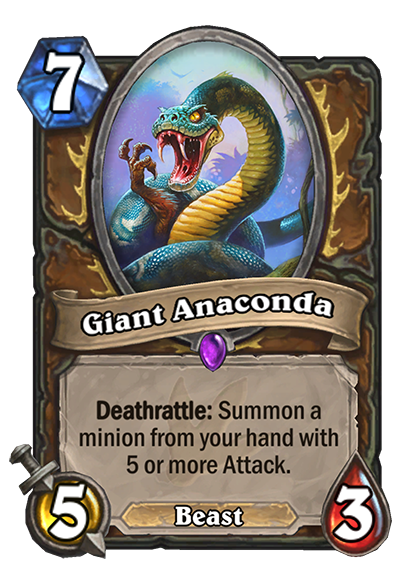 7
Giant Anaconda
Deathrattle: Summon a
minion from your hand with
5 or more Attack.
5
Beast
3